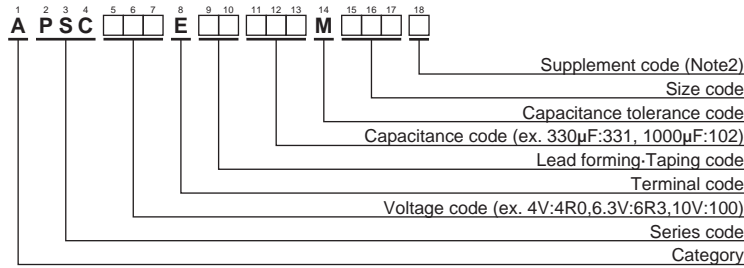 1 2 3 4 5 6 7 8 9 10 11 12 13 14 15 16 17 18
A P S C E M
Supplement code (Note2)
Size code
Capacitance tolerance code
Capacitance code (ex. 330μF:331, 1000μF:102)
Lead forming·Taping code
Terminal code
Voltage code (ex. 4V:4R0,6.3V:6R3,10V:100)
Series code
Category